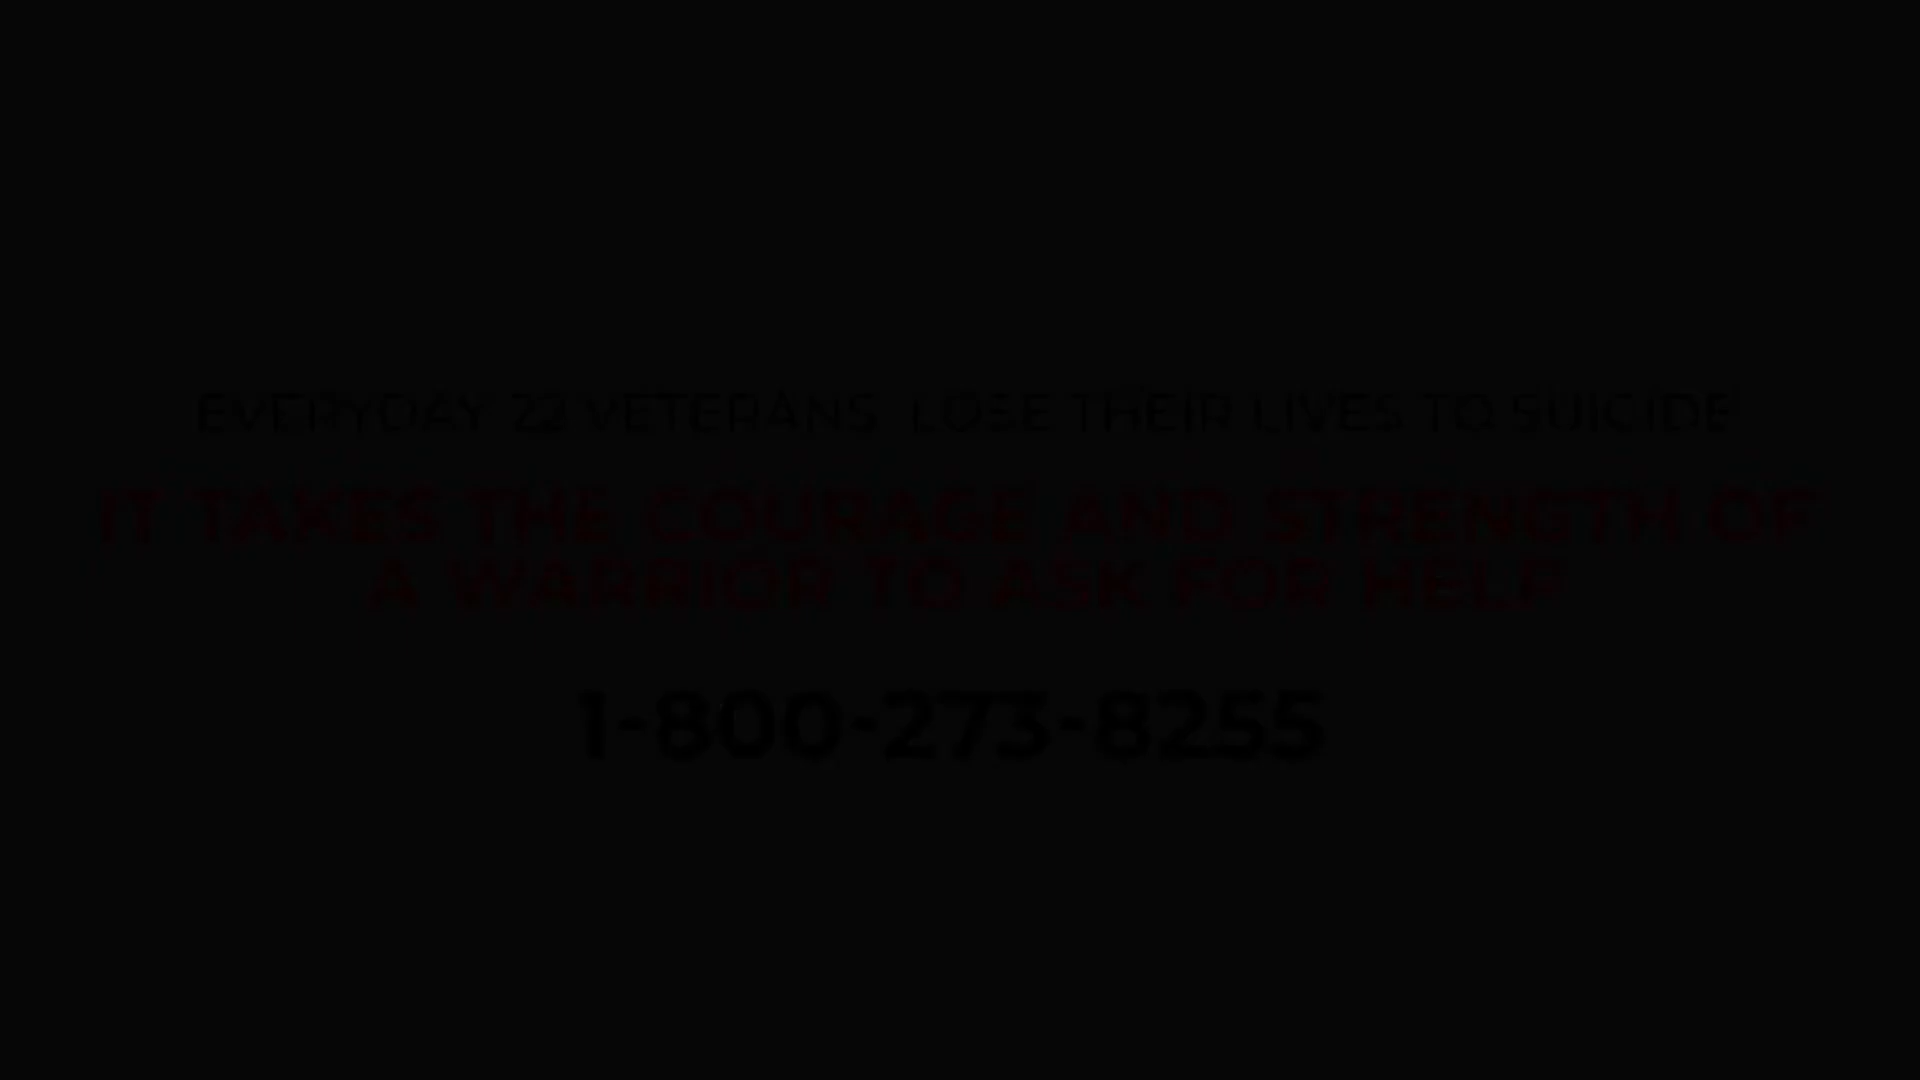 EVERYDAY 22 VETERANS LOSE THEIR LIVES TO SUICIDE
IT TAKES THE COURAGE AND STRENGTH OF
A WARRIOR TO ASK FOR HELP
1-800-273-8255